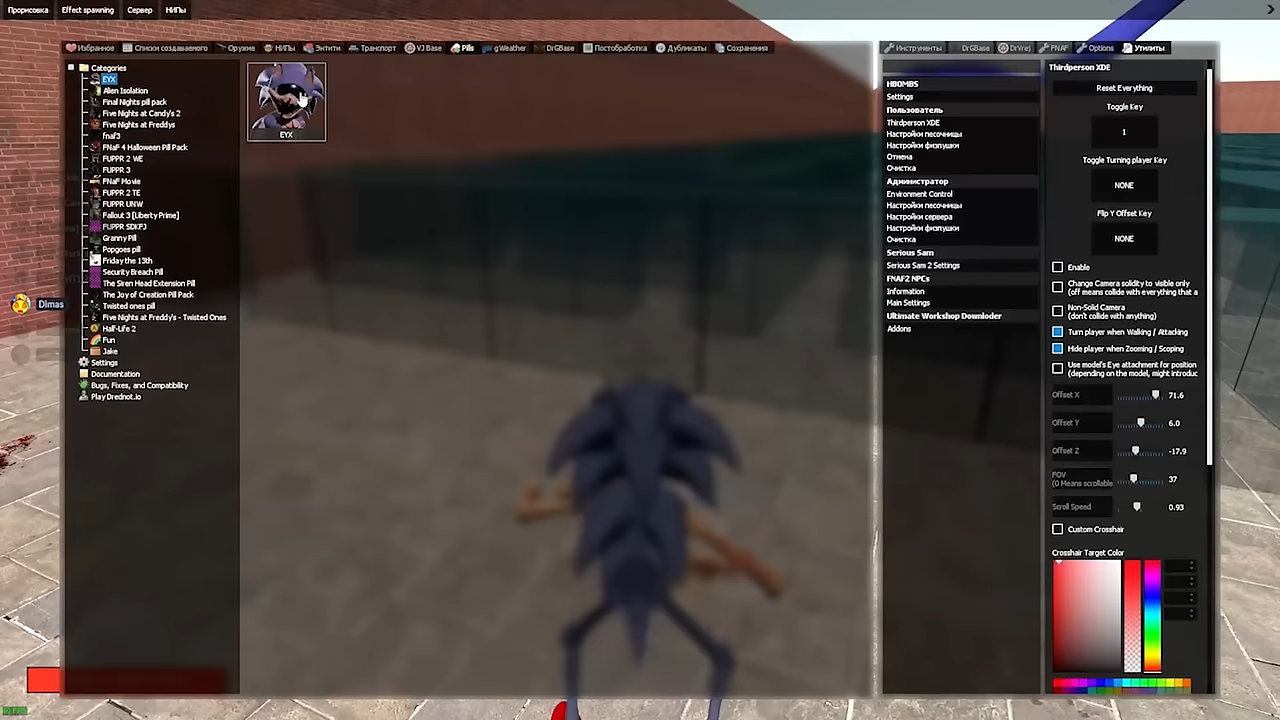 Прорисовка
Effect spawning
Сервер
НИПы
Избранное
Списки создаваемого
Оружие
НИПы
Энтити
Транспорт
VJ Base
Pills
gWeather
DrGBase
Постобработка
Дубликаты
Сохранения
Инструменты
DrGBase
DrVrej
FNAF
Options
Утилиты
Categories
EYX
Alien Isolation
Final Nights pill pack
Five Nights at Candy's 2
Five Nights at Freddys
fnaf3
FNaF 4 Halloween Pill Pack
FUPPR 2 WE
FUPPR 3
FNaF Movie
FUPPR 2 TE
FUPPR UNW
Fallout 3 [Liberty Prime]
FUPPR SDKFJ
Granny Pill
Popgoes pill
Friday the 13th
Security Breach Pill
The Siren Head Extension Pill
The Joy of Creation Pill Pack
Twisted ones pill
Five Nights at Freddy's - Twisted Ones
Half-Life 2
Fun
Jake
Settings
Documentation
Bugs, Fixes, and Compatibility
Play Drednot.io
EYX
Dimas
HBOMBS
Settings
Пользователь
Thirdperson XDE
Настройки песочницы
Настройки физпушки
Отмена
Очистка
Администратор
Environment Control
Настройки песочницы
Настройки сервера
Настройки физпушки
Очистка
Serious Sam
Serious Sam 2 Settings
FNAF2 NPCs
Information
Main Settings
Ultimate Workshop Downloder
Addons
Thirdperson XDE
Reset Everything
Toggle Key
1
Toggle Turning player Key
NONE
Flip Y Offset Key
NONE
Enable
Change Camera solidity to visible only
(off means collide with everything that a
Non-Solid Camera
(don't collide with anything)
Turn player when Walking / Attacking
Hide player when Zooming / Scoping
Use model's Eye attachment for position
(depending on the model, might introduc
Offset X 71.6
Offset Y 6.0
Offset Z -17.9
FOV
(0 Means scrollable 37
Scroll Speed 0.93
Custom Crosshair
Crosshair Target Color